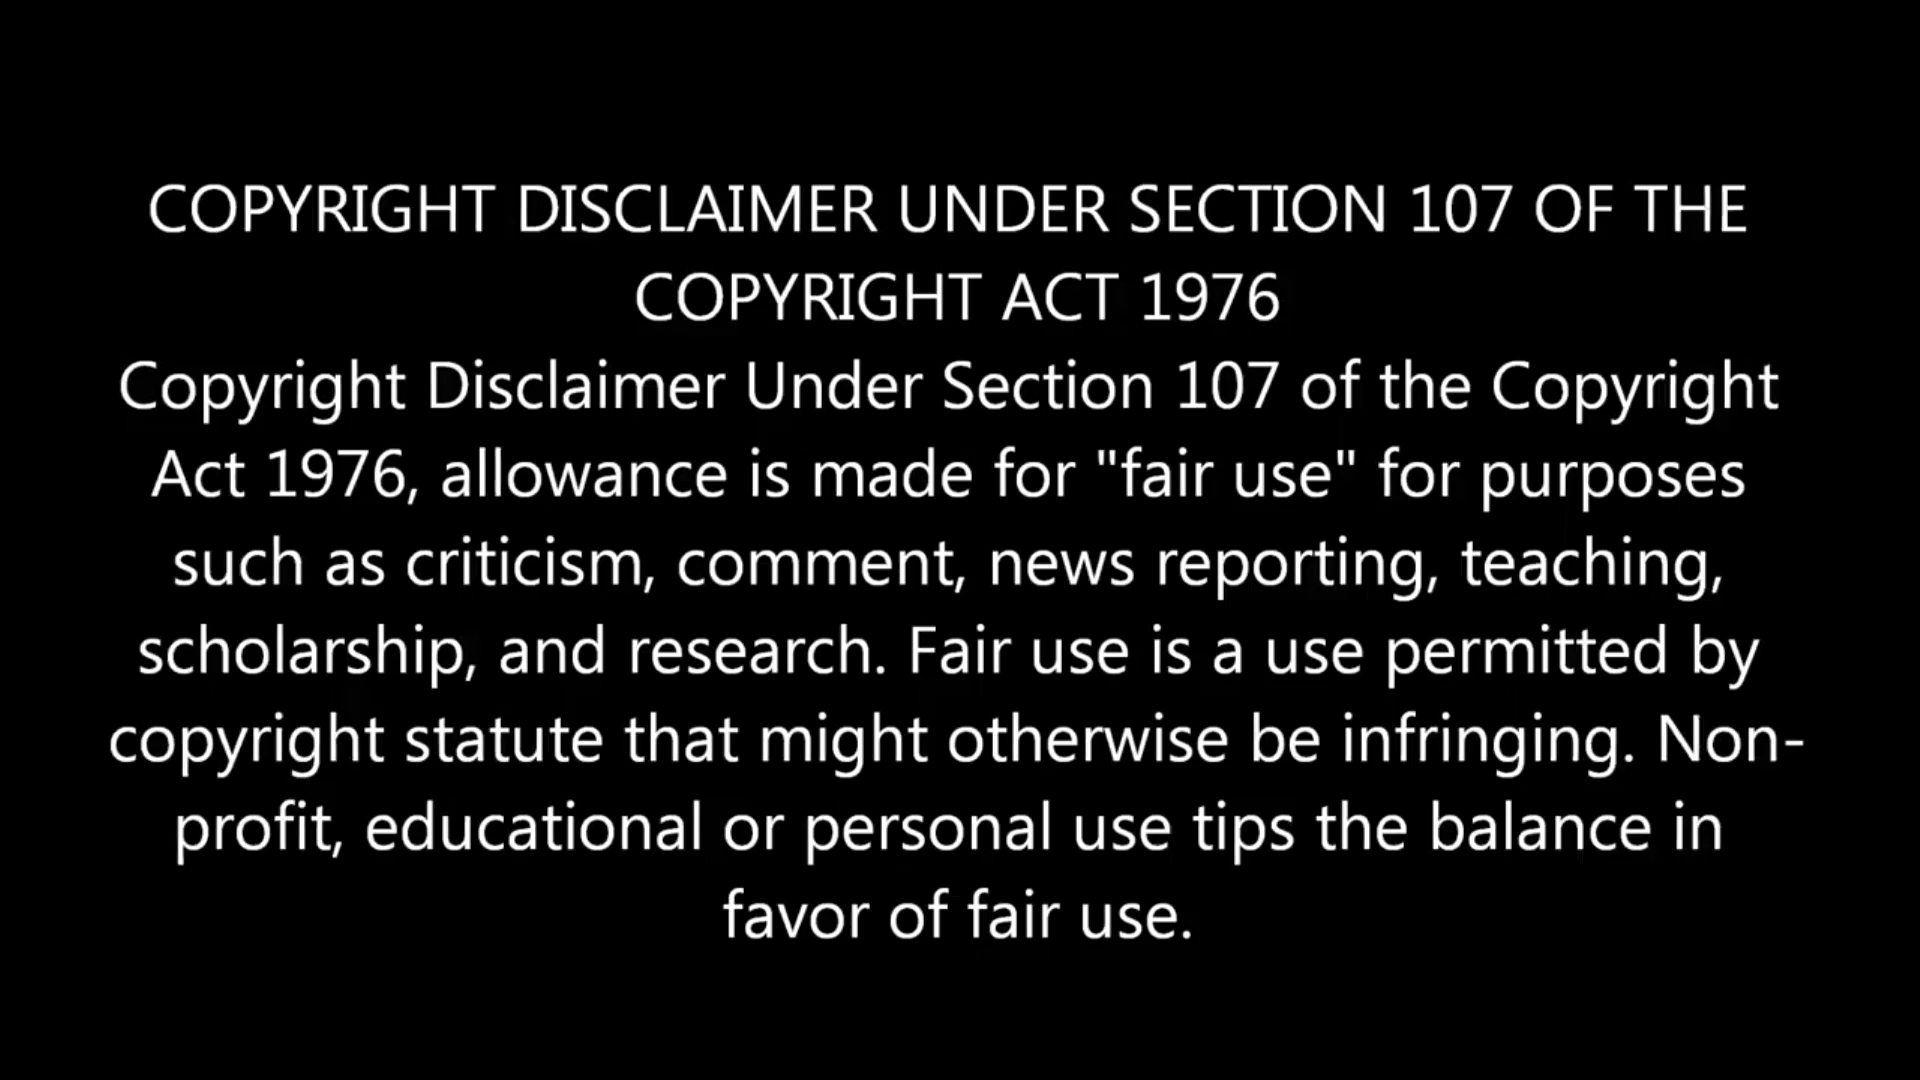 COPYRIGHT DISCLAIMER UNDER SECTION 107 OF THE
COPYRIGHT ACT 1976
Copyright Disclaimer Under Section 107 of the Copyright
Act 1976, allowance is made for "fair use" for purposes
such as criticism, comment, news reporting, teaching,
scholarship, and research. Fair use is a use permitted by
copyright statute that might otherwise be infringing. Non-
profit, educational or personal use tips the balance in
favor of fair use.